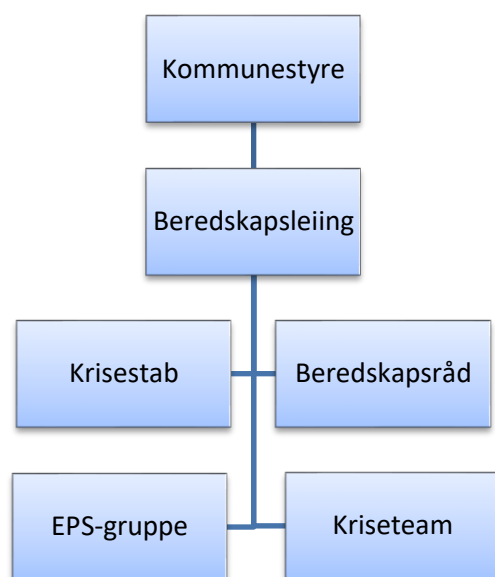 Kommunestyre
Beredskapsleiing
Krisestab
Beredskapsråd
EPS-gruppe
Kriseteam